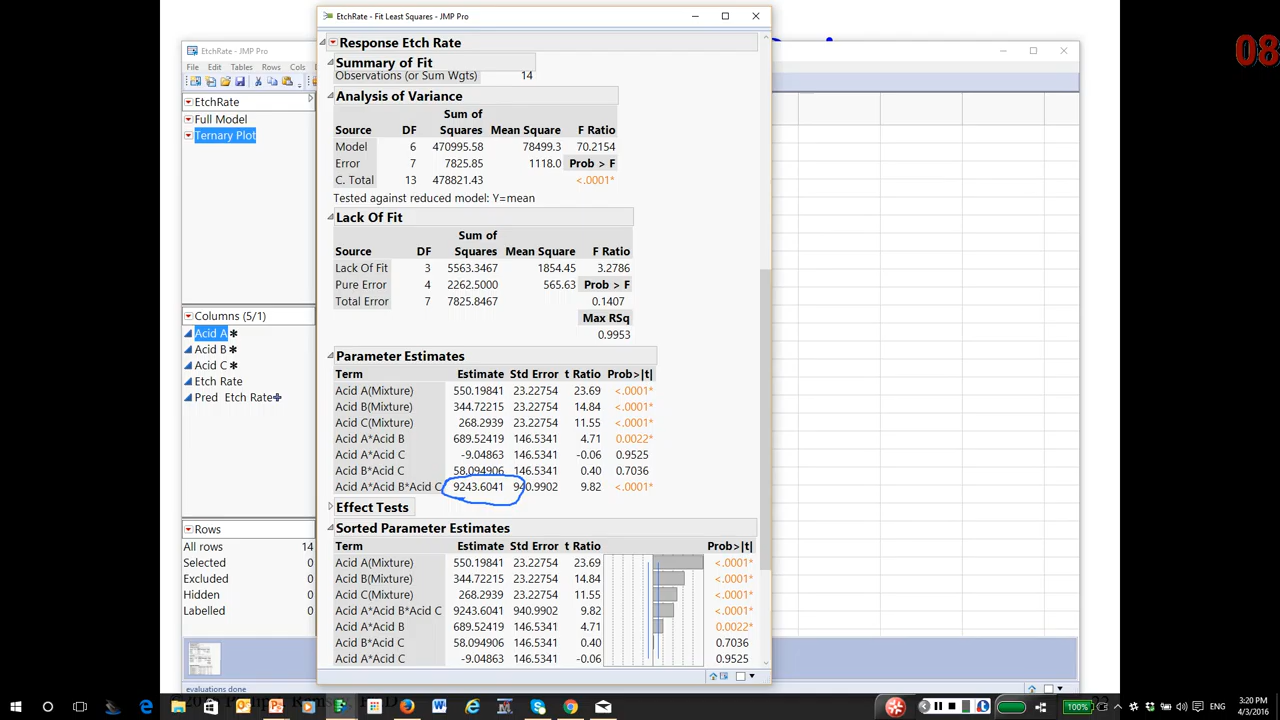 EtchRate - Fit Least Squares - JMP Pro
08
EtchRate - JMP Pro
File Edit Tables Rows Cols
EtchRate
Full Model
Ternary Plot
Columns (5/1)
Acid A
Acid B
Acid C
Etch Rate
Pred Etch Rate
Rows
All rows 14
Selected 0
Excluded 0
Hidden 0
Labelled 0
evaluations done
Response Etch Rate
Summary of Fit
Observations (or Sum Wgts) 14
Analysis of Variance
Sum of
Source DF Squares Mean Square F Ratio
Model 6 470995.58 78499.3 70.2154
Error 7 7825.85 1118.0 Prob > F
C. Total 13 478821.43 <.0001*
Tested against reduced model: Y=mean
Lack Of Fit
Sum of
Source DF Squares Mean Square F Ratio
Lack Of Fit 3 5563.3467 1854.45 3.2786
Pure Error 4 2262.5000 565.63 Prob > F
Total Error 7 7825.8467 0.1407
Max RSq
0.9953
Parameter Estimates
Term Estimate Std Error t Ratio Prob>|t|
Acid A(Mixture) 550.19841 23.22754 23.69 <.0001*
Acid B(Mixture) 344.72215 23.22754 14.84 <.0001*
Acid C(Mixture) 268.2939 23.22754 11.55 <.0001*
Acid A*Acid B 689.52419 146.5341 4.71 0.0022*
Acid A*Acid C -9.04863 146.5341 -0.06 0.9525
Acid B*Acid C 58.094906 146.5341 0.40 0.7036
Acid A*Acid B*Acid C 9243.6041 940.9902 9.82 <.0001*
Effect Tests
Sorted Parameter Estimates
Term Estimate Std Error t Ratio Prob>|t|
Acid A(Mixture) 550.19841 23.22754 23.69 <.0001*
Acid B(Mixture) 344.72215 23.22754 14.84 <.0001*
Acid C(Mixture) 268.2939 23.22754 11.55 <.0001*
Acid A*Acid B*Acid C 9243.6041 940.9902 9.82 <.0001*
Acid A*Acid B 689.52419 146.5341 4.71 0.0022*
Acid B*Acid C 58.094906 146.5341 0.40 0.7036
Acid A*Acid C -9.04863 146.5341 -0.06 0.9525
100%
ENG
3:20 PM
4/3/2016